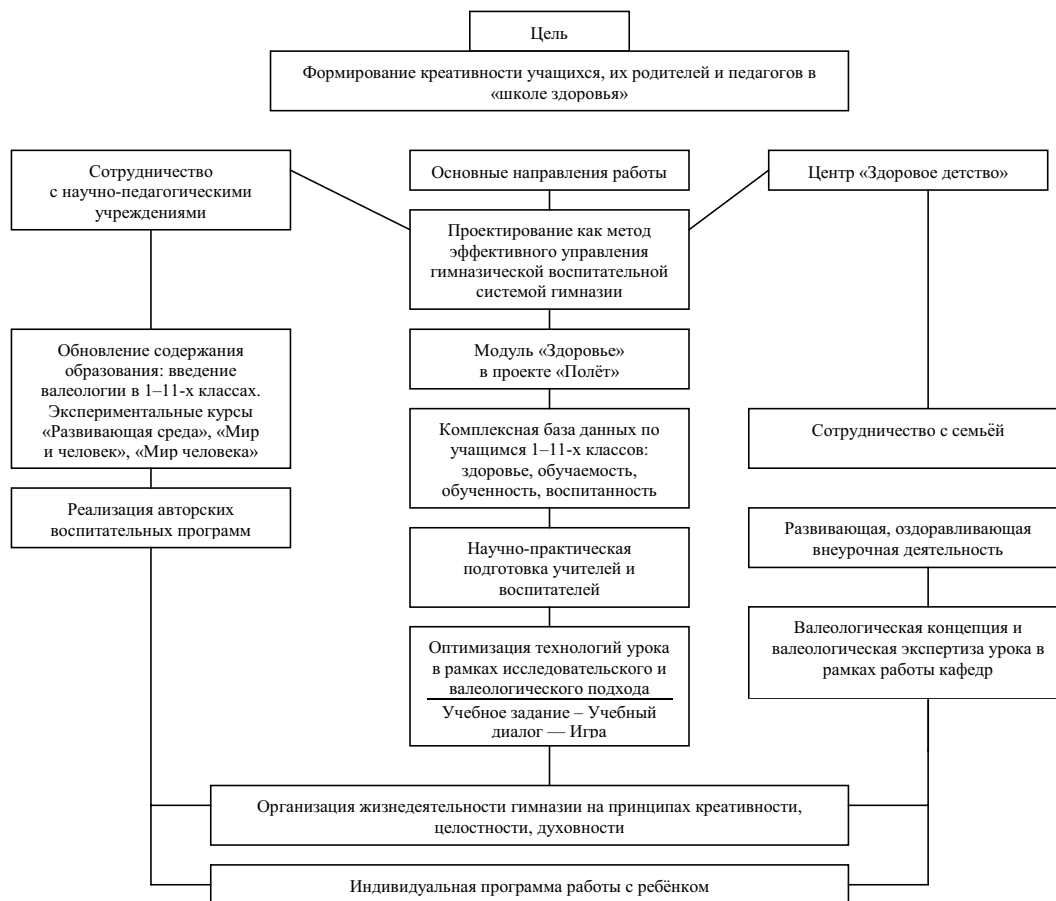 Цель
Формирование креативности учащихся, их родителей и педагогов в
«школе здоровья»
Сотрудничество
с научно-педагогическими
учреждениями
Основные направления работы
Центр «Здоровое детство»
Проектирование как метод
эффективного управления
гимназической воспитательной
системой гимназии
Обновление содержания
образования: введение
валеологии в 1–11-х классах.
Экспериментальные курсы
«Развивающая среда», «Мир
и человек», «Мир человека»
Модуль «Здоровье»
в проекте «Полёт»
Комплексная база данных по
учащимся 1–11-х классов:
здоровье, обучаемость,
обученность, воспитанность
Сотрудничество с семьёй
Реализация авторских
воспитательных программ
Научно-практическая
подготовка учителей и
воспитателей
Развивающая, оздоравливающая
внеурочная деятельность
Оптимизация технологий урока
в рамках исследовательского и
валеологического подхода
Учебное задание – Учебный
диалог — Игра
Валеологическая концепция и
валеологическая экспертиза урока в
рамках работы кафедр
Организация жизнедеятельности гимназии на принципах креативности,
целостности, духовности
Индивидуальная программа работы с ребёнком